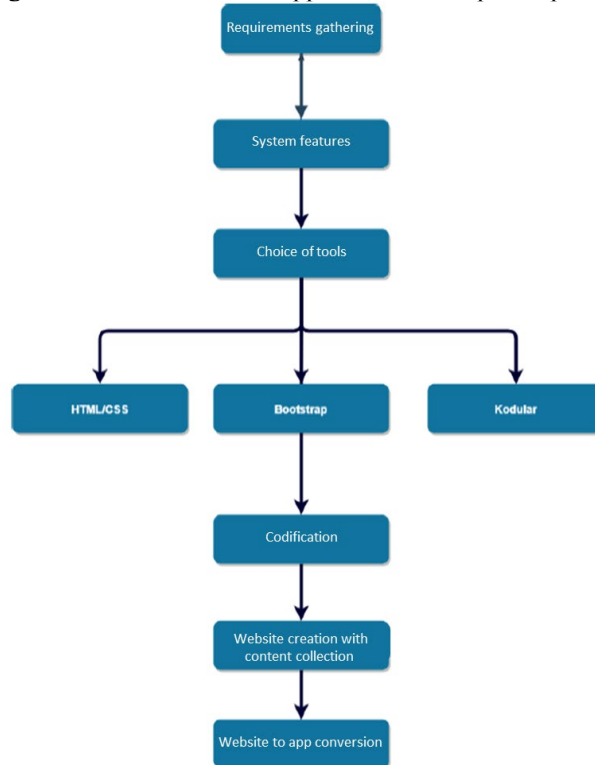 Requirements gathering
System features
Choice of tools
HTML/CSS
Bootstrap
Kodular
Codification
Website creation with
content collection
Website to app conversion